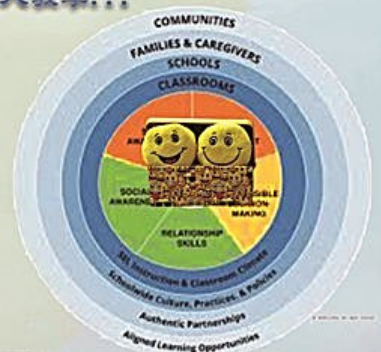 COMMUNITIES
FAMILIES & CAREGIVERS
SCHOOLS
CLASSROOMS
SOCIAL
AWARENESS
MAKING
RELATIONSHIP
SKILLS
SEL Instruction & Classroom Climate
Schoolwide Culture, Practices, & Policies
Authentic Partnerships
Aligned Learning Opportunities